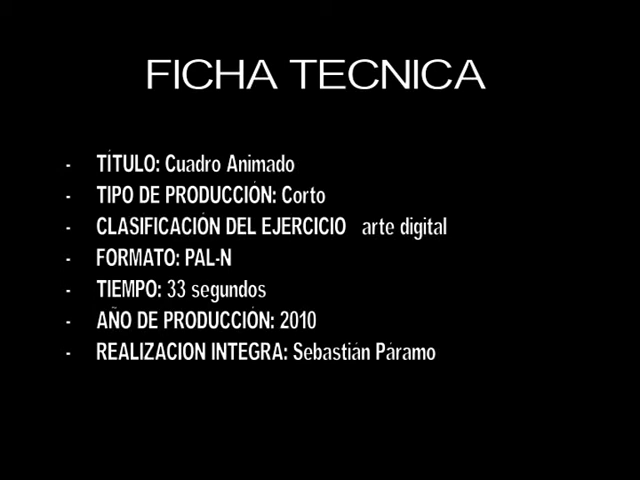 FICHA TECNICA
- TÍTULO: Cuadro Animado
- TIPO DE PRODUCCIÓN: Corto
- CLASIFICACIÓN DEL EJERCICIO arte digital
- FORMATO: PAL-N
- TIEMPO: 33 segundos
- AÑO DE PRODUCCIÓN: 2010
- REALIZACION INTEGRA: Sebastián Páramo